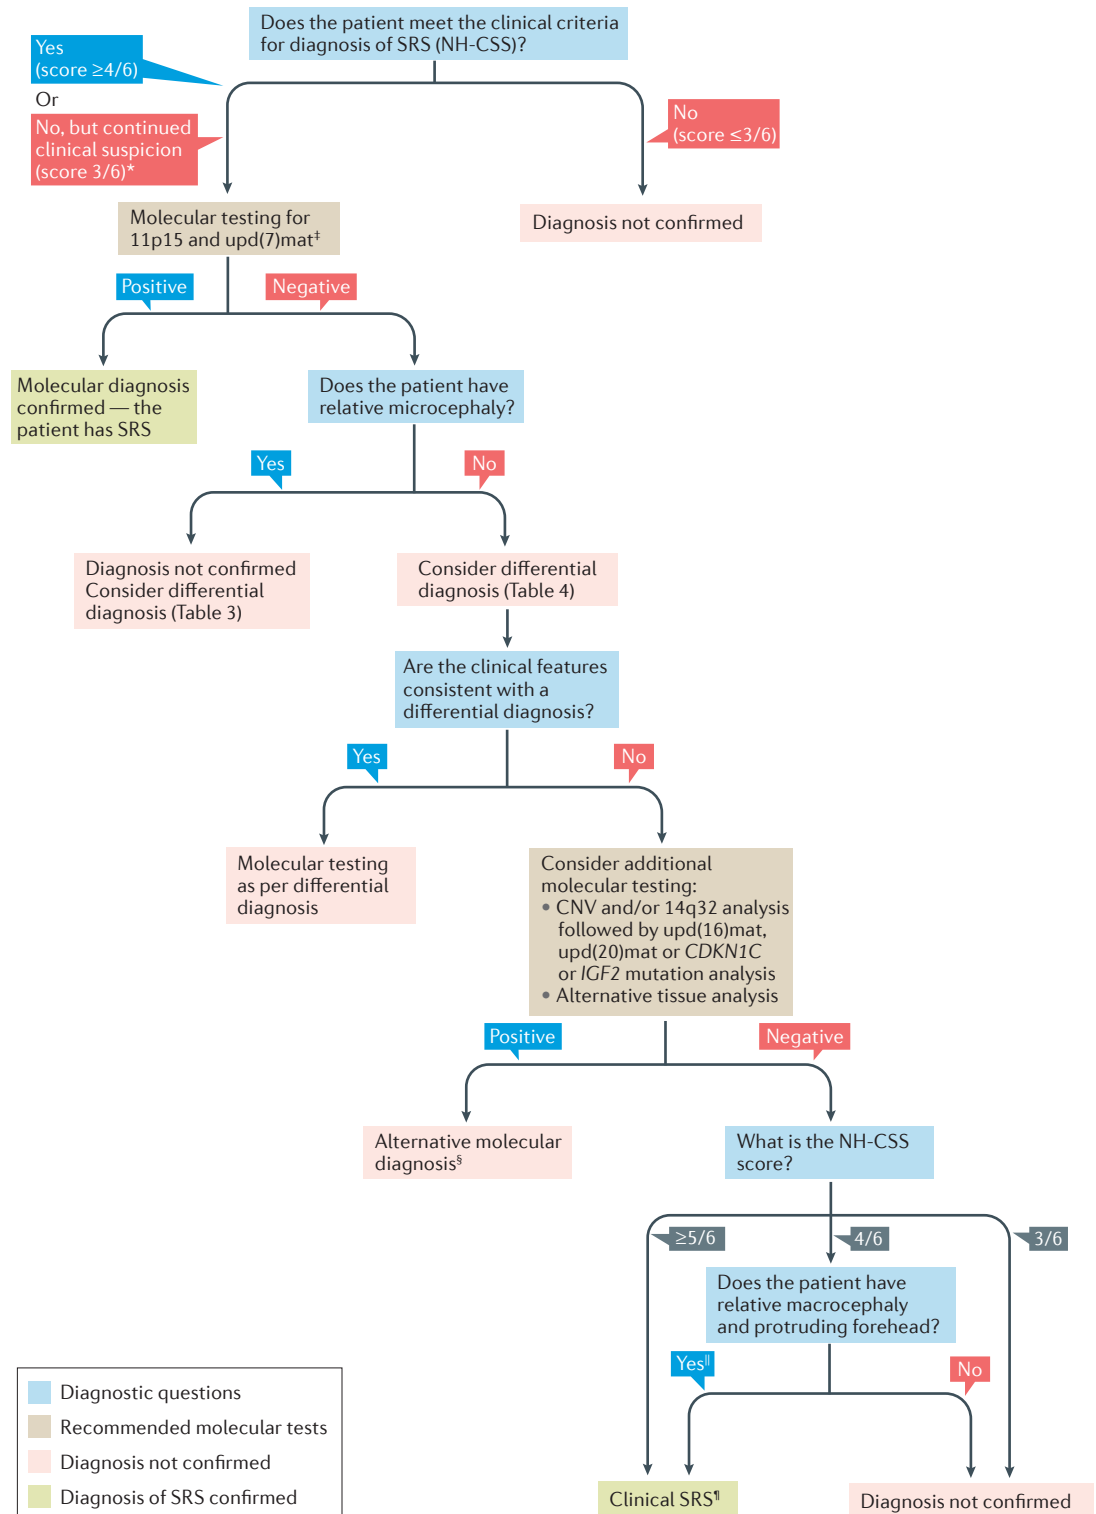 Does the patient meet the clinical criteria
for diagnosis of SRS (NH-CSS)?
Yes
(score ≥4/6)
Or
No, but continued
clinical suspicion
(score 3/6)*
No
(score ≤3/6)
Molecular testing for
11p15 and upd(7)mat‡
Diagnosis not confirmed
Positive
Negative
Molecular diagnosis
confirmed — the
patient has SRS
Does the patient have
relative microcephaly?
Yes
No
Diagnosis not confirmed
Consider differential
diagnosis (Table 3)
Consider differential
diagnosis (Table 4)
Are the clinical features
consistent with a
differential diagnosis?
Yes
No
Molecular testing
as per differential
diagnosis
Consider additional
molecular testing:
• CNV and/or 14q32 analysis
followed by upd(16)mat,
upd(20)mat or CDKN1C
or IGF2 mutation analysis
• Alternative tissue analysis
Positive
Negative
Alternative molecular
diagnosis§
What is the NH-CSS
score?
≥5/6
4/6
3/6
Does the patient have
relative macrocephaly
and protruding forehead?
Yes||
No
Clinical SRS¶
Diagnosis not confirmed
Diagnostic questions
Recommended molecular tests
Diagnosis not confirmed
Diagnosis of SRS confirmed